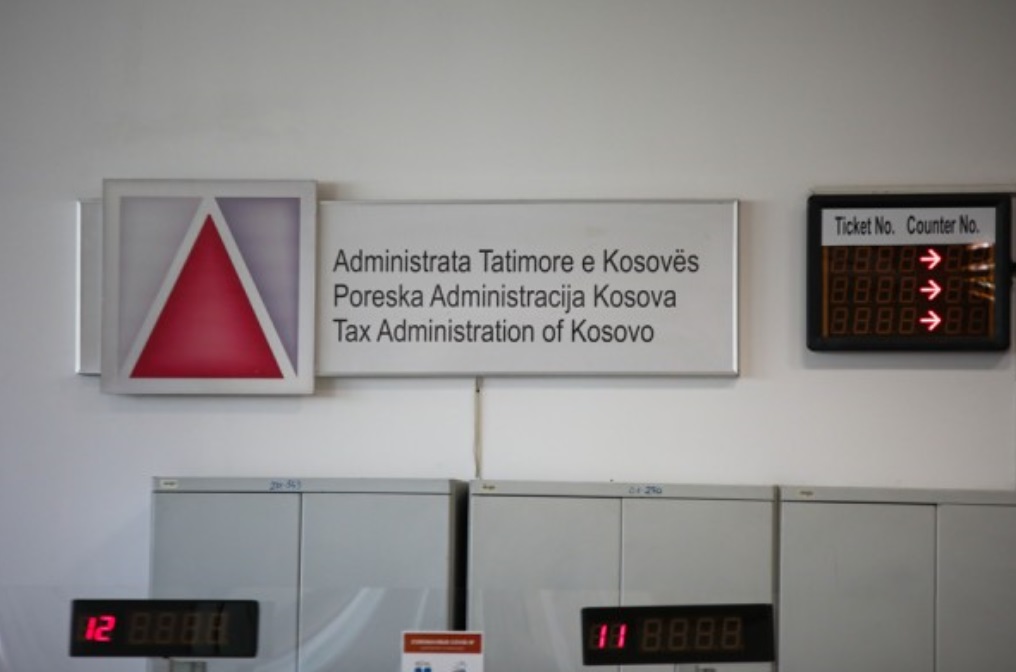 Administrata Tatimore e Kosovës
Poreska Administracija Kosova
Tax Administration of Kosovo
Ticket No. Counter No.
12
11